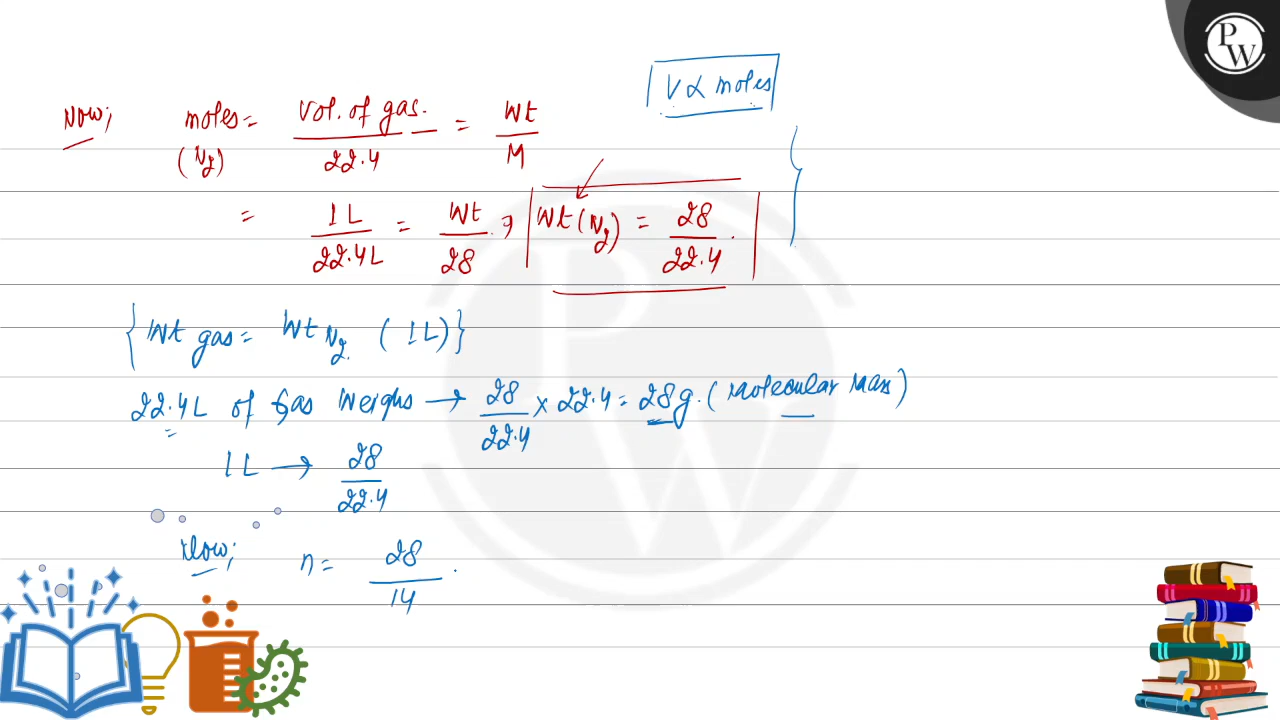 PW
V ∝ moles
Now; moles = Vol. of gas. / 22.4 = Wt / M
(N2)
= 1L / 22.4L = Wt / 28 , Wt (N2) = 28 / 22.4 .
{ Wt gas = Wt N2 ( 1L ) }
22.4L of Gas Weighs → 28 / 22.4 × 22.4 = 28g. ( Molecular Mass )
1L → 28 / 22.4
Now; n = 28 / 14 .